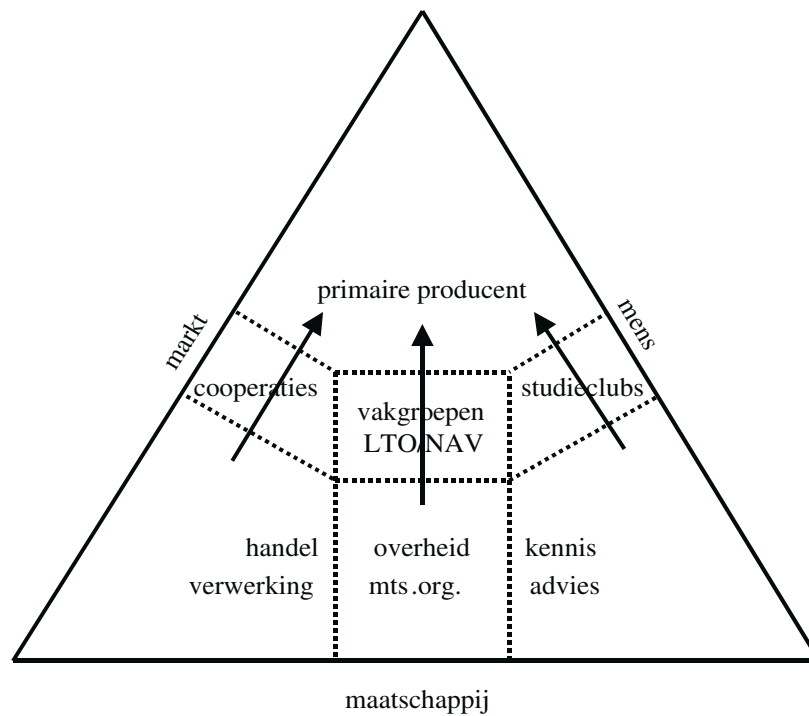 primaire producent
markt
mens
cooperaties
studieclubs
vakgroepen
LTO/NAV
handel
overheid
kennis
verwerking
mts.org.
advies
maatschappij